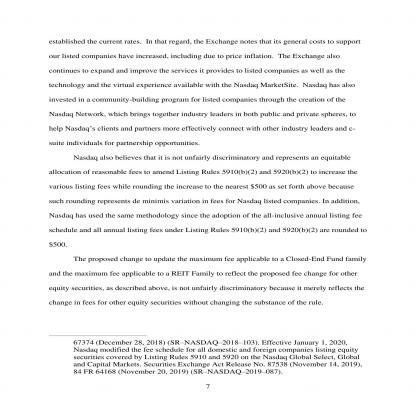 established the current rates.  In that regard, the Exchange notes that its general costs to support
our listed companies have increased, including due to price inflation.  The Exchange also
continues to expand and improve the services it provides to listed companies as well as the
technology and the virtual experience available with the Nasdaq MarketSite.  Nasdaq has also
invested in a community-building program for listed companies through the creation of the
Nasdaq Network, which brings together industry leaders in both public and private spheres, to
help Nasdaq's clients and partners more effectively connect with other industry leaders and c-
suite individuals for partnership opportunities.
Nasdaq also believes that it is not unfairly discriminatory and represents an equitable
allocation of reasonable fees to amend Listing Rules 5910(b)(2) and 5920(b)(2) to increase the
various listing fees while rounding the increase to the nearest $500 as set forth above because
such rounding represents de minimis variation in fees for Nasdaq listed companies. In addition,
Nasdaq has used the same methodology since the adoption of the all-inclusive annual listing fee
schedule and all annual listing fees under Listing Rules 5910(b)(2) and 5920(b)(2) are rounded to
$500.
The proposed change to update the maximum fee applicable to a Closed-End Fund family
and the maximum fee applicable to a REIT Family to reflect the proposed fee change for other
equity securities, as described above, is not unfairly discriminatory because it merely reflects the
change in fees for other equity securities without changing the substance of the rule.
67374 (December 28, 2018) (SR–NASDAQ–2018–103). Effective January 1, 2020,
Nasdaq modified the fee schedule for all domestic and foreign companies listing equity
securities covered by Listing Rules 5910 and 5920 on the Nasdaq Global Select, Global
and Capital Markets. Securities Exchange Act Release No. 87538 (November 14, 2019),
84 FR 64168 (November 20, 2019) (SR–NASDAQ–2019–087).
7